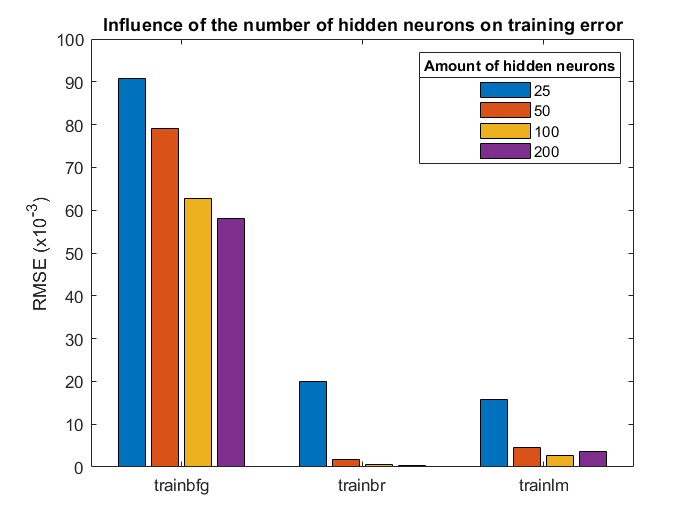 Influence of the number of hidden neurons on training error
100
90
80
70
60
50
40
30
20
10
0
RMSE (x10^-3)
Amount of hidden neurons
25
50
100
200
trainbfg
trainbr
trainlm